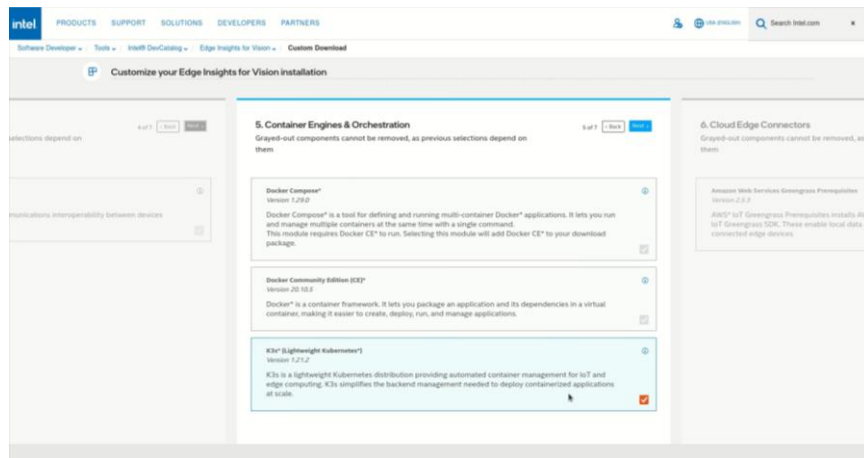 intel
PRODUCTS SUPPORT SOLUTIONS DEVELOPERS PARTNERS
USA (ENGLISH)
Search Intel.com
Software Developer / Tools / Intel® DevCatalog / Edge Insights for Vision / Custom Download
Customize your Edge Insights for Vision installation
selections depend on
4 of 7 ‹ Back Next ›
munications interoperability between devices
5. Container Engines & Orchestration
5 of 7 ‹ Back Next ›
Grayed-out components cannot be removed, as previous selections depend on
them
Docker Compose*
Version 1.29.0
Docker Compose* is a tool for defining and running multi-container Docker* applications. It lets you run
and manage multiple containers at the same time with a single command.
This module requires Docker CE* to run. Selecting this module will add Docker CE* to your download
package.
Docker Community Edition (CE)*
Version 20.10.5
Docker* is a container framework. It lets you package an application and its dependencies in a virtual
container, making it easier to create, deploy, run, and manage applications.
K3s* (Lightweight Kubernetes*)
Version 1.21.2
K3s is a lightweight Kubernetes distribution providing automated container management for IoT and
edge computing. K3s simplifies the backend management needed to deploy containerized applications
at scale.
6. Cloud Edge Connectors
Grayed-out components cannot be removed, as
them
Amazon Web Services Greengrass Prerequisites
Version 2.5.3
AWS* IoT Greengrass Prerequisites installs A
IoT Greengrass SDK. These enable local data
connected edge devices.